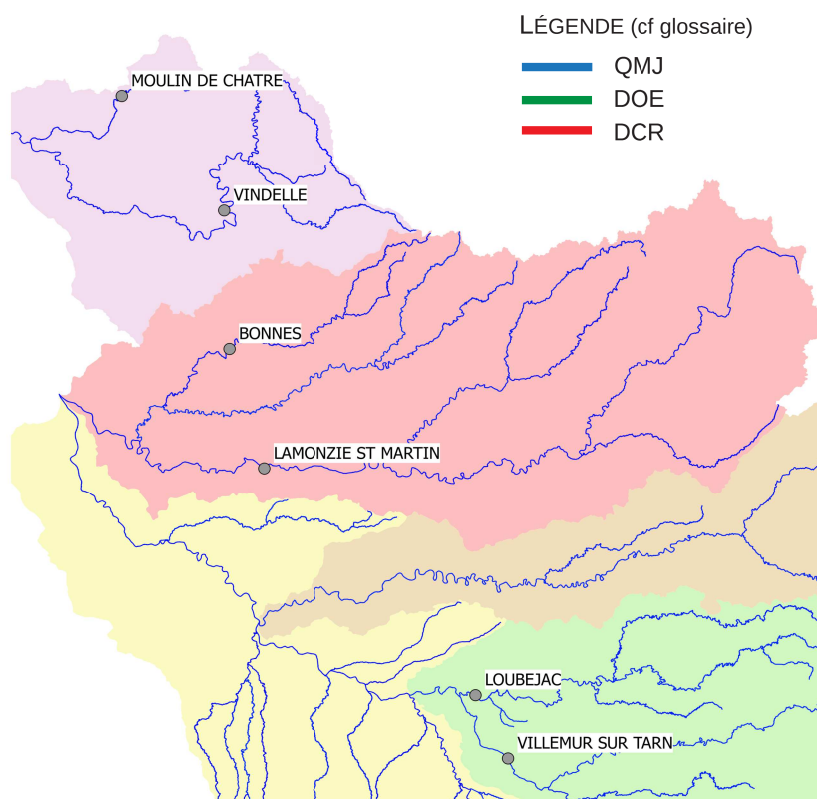 LÉGENDE (cf glossaire)
QMJ
DOE
DCR
MOULIN DE CHATRE
VINDELLE
BONNES
LAMONZIE ST MARTIN
LOUBEJAC
VILLEMUR SUR TARN